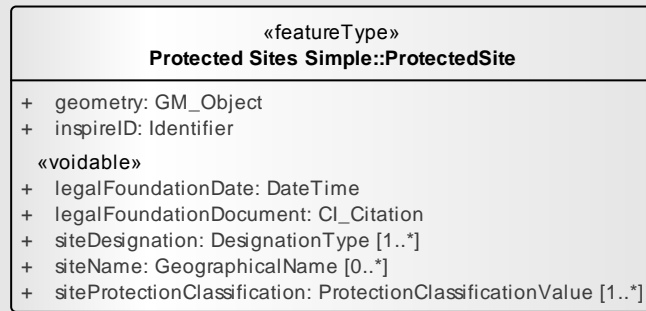 «featureType»
Protected Sites Simple::ProtectedSite
+ geometry: GM_Object
+ inspireID: Identifier
«voidable»
+ legalFoundationDate: DateTime
+ legalFoundationDocument: CI_Citation
+ siteDesignation: DesignationType [1..*]
+ siteName: GeographicalName [0..*]
+ siteProtectionClassification: ProtectionClassificationValue [1..*]